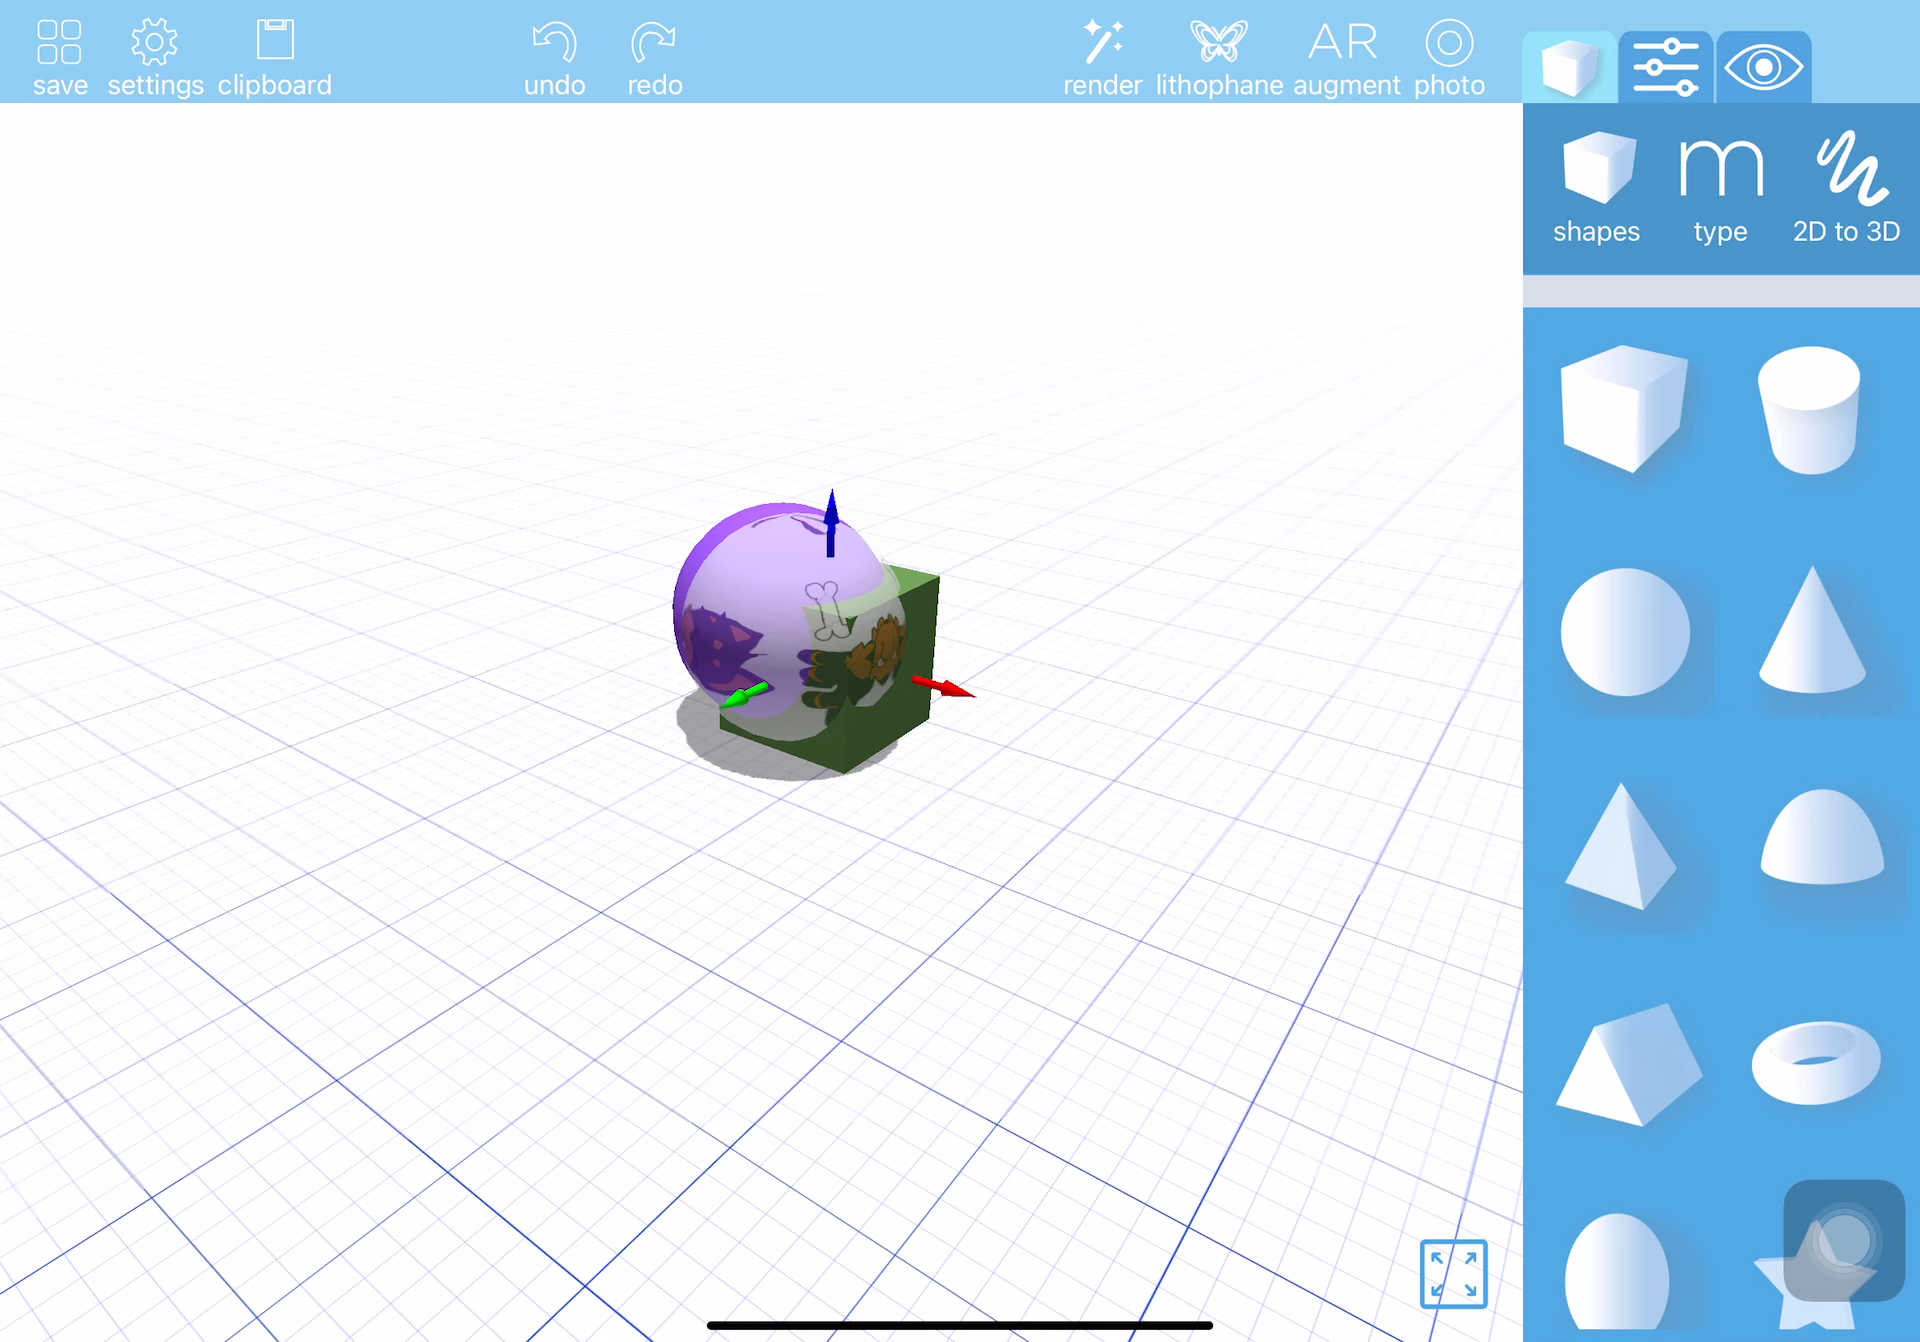 save settings clipboard undo redo render lithophane augment photo
AR
m
shapes type 2D to 3D